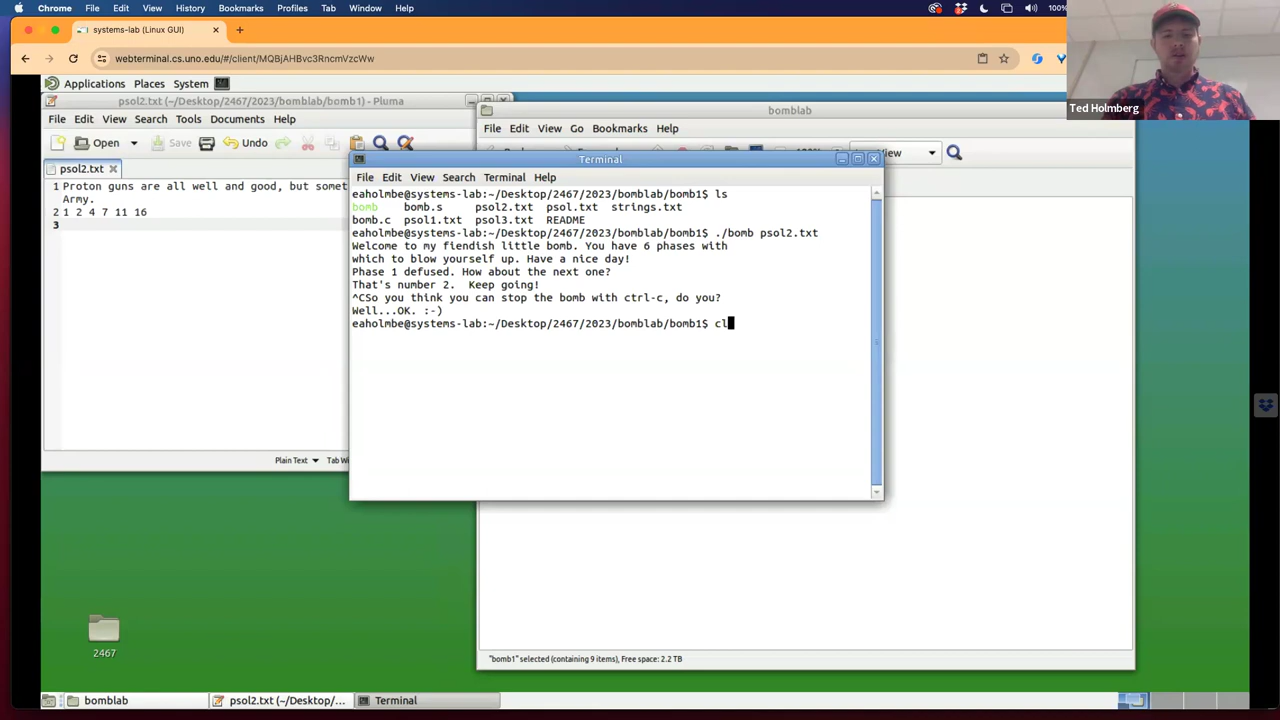 Chrome File Edit View History Bookmarks Profiles Tab Window Help 100%
systems-lab (Linux GUI)
webterminal.cs.uno.edu/#/client/MQBjAHBvc3RncmVzcWw
Applications Places System
psol2.txt (~/Desktop/2467/2023/bomblab/bomb1) - Pluma
File Edit View Search Tools Documents Help
Open Save Undo
psol2.txt
1 Proton guns are all well and good, but somet
Army.
2 1 2 4 7 11 16
3
Plain Text
bomblab
File Edit View Go Bookmarks Help
Terminal
File Edit View Search Terminal Help
eaholmbe@systems-lab:~/Desktop/2467/2023/bomblab/bomb1$ ls
bomb bomb.s psol2.txt psol.txt strings.txt
bomb.c psol1.txt psol3.txt README
eaholmbe@systems-lab:~/Desktop/2467/2023/bomblab/bomb1$ ./bomb psol2.txt
Welcome to my fiendish little bomb. You have 6 phases with
which to blow yourself up. Have a nice day!
Phase 1 defused. How about the next one?
That's number 2.  Keep going!
^CSo you think you can stop the bomb with ctrl-c, do you?
Well...OK. :-)
eaholmbe@systems-lab:~/Desktop/2467/2023/bomblab/bomb1$ cl
"bomb1" selected (containing 9 items), Free space: 2.2 TB
2467
bomblab
psol2.txt (~/Desktop/...
Terminal
Ted Holmberg